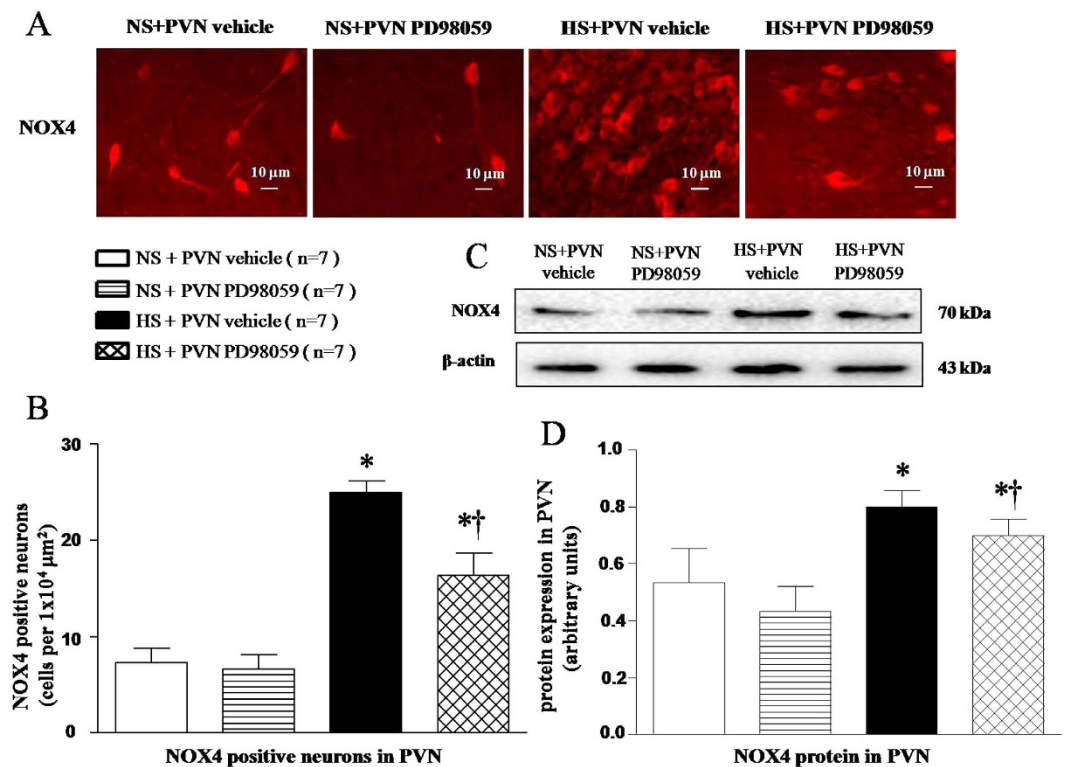 A
NS+PVN vehicle NS+PVN PD98059 HS+PVN vehicle HS+PVN PD98059
NOX4
10 μm 10 μm 10 μm 10 μm
NS + PVN vehicle ( n=7 )
NS + PVN PD98059 ( n=7 )
HS + PVN vehicle ( n=7 )
HS + PVN PD98059 ( n=7 )
C
NS+PVN vehicle NS+PVN PD98059 HS+PVN vehicle HS+PVN PD98059
NOX4 70 kDa
β-actin 43 kDa
B
NOX4 positive neurons
(cells per 1x10⁴ μm²)
30
20
10
0
*
*†
NOX4 positive neurons in PVN
D
protein expression in PVN
(arbitrary units)
1.0
0.8
0.6
0.4
0.2
0.0
*
*†
NOX4 protein in PVN